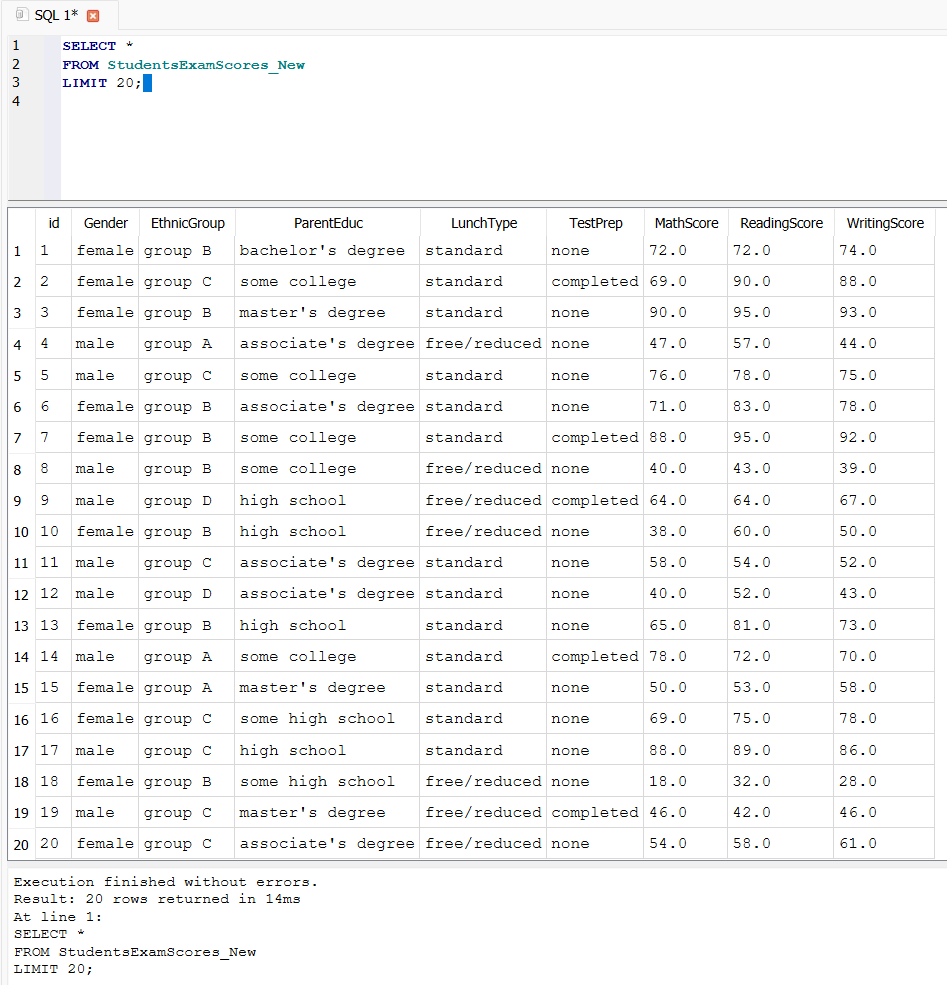 SQL 1*
1 SELECT *
2 FROM StudentsExamScores_New
3 LIMIT 20;
4
id Gender EthnicGroup ParentEduc LunchType TestPrep MathScore ReadingScore WritingScore
1 1 female group B bachelor's degree standard none 72.0 72.0 74.0
2 2 female group C some college standard completed 69.0 90.0 88.0
3 3 female group B master's degree standard none 90.0 95.0 93.0
4 4 male group A associate's degree free/reduced none 47.0 57.0 44.0
5 5 male group C some college standard none 76.0 78.0 75.0
6 6 female group B associate's degree standard none 71.0 83.0 78.0
7 7 female group B some college standard completed 88.0 95.0 92.0
8 8 male group B some college free/reduced none 40.0 43.0 39.0
9 9 male group D high school free/reduced completed 64.0 64.0 67.0
10 10 female group B high school free/reduced none 38.0 60.0 50.0
11 11 male group C associate's degree standard none 58.0 54.0 52.0
12 12 male group D associate's degree standard none 40.0 52.0 43.0
13 13 female group B high school standard none 65.0 81.0 73.0
14 14 male group A some college standard completed 78.0 72.0 70.0
15 15 female group A master's degree standard none 50.0 53.0 58.0
16 16 female group C some high school standard none 69.0 75.0 78.0
17 17 male group C high school standard none 88.0 89.0 86.0
18 18 female group B some high school free/reduced none 18.0 32.0 28.0
19 19 male group C master's degree free/reduced completed 46.0 42.0 46.0
20 20 female group C associate's degree free/reduced none 54.0 58.0 61.0
Execution finished without errors.
Result: 20 rows returned in 14ms
At line 1:
SELECT *
FROM StudentsExamScores_New
LIMIT 20;